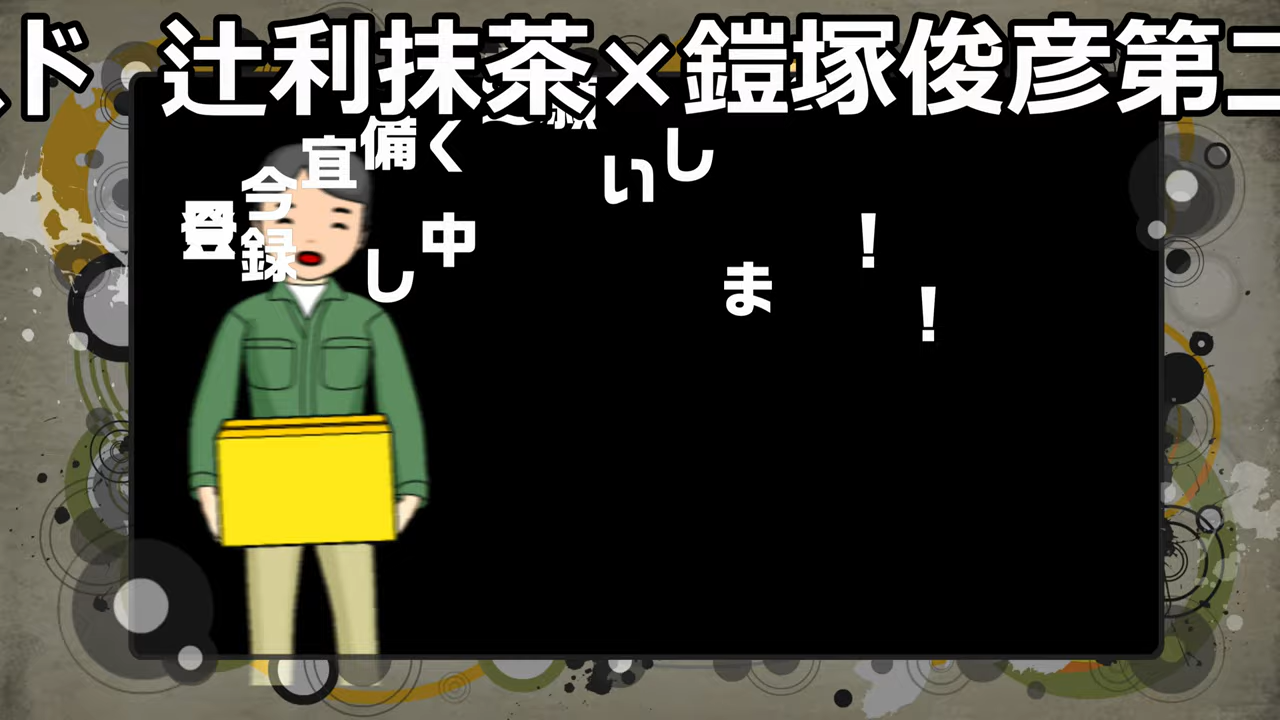 ド 辻利抹茶×鎧塚俊彦第二
備く
宜
今
登録
し中
いし
ま
！
！